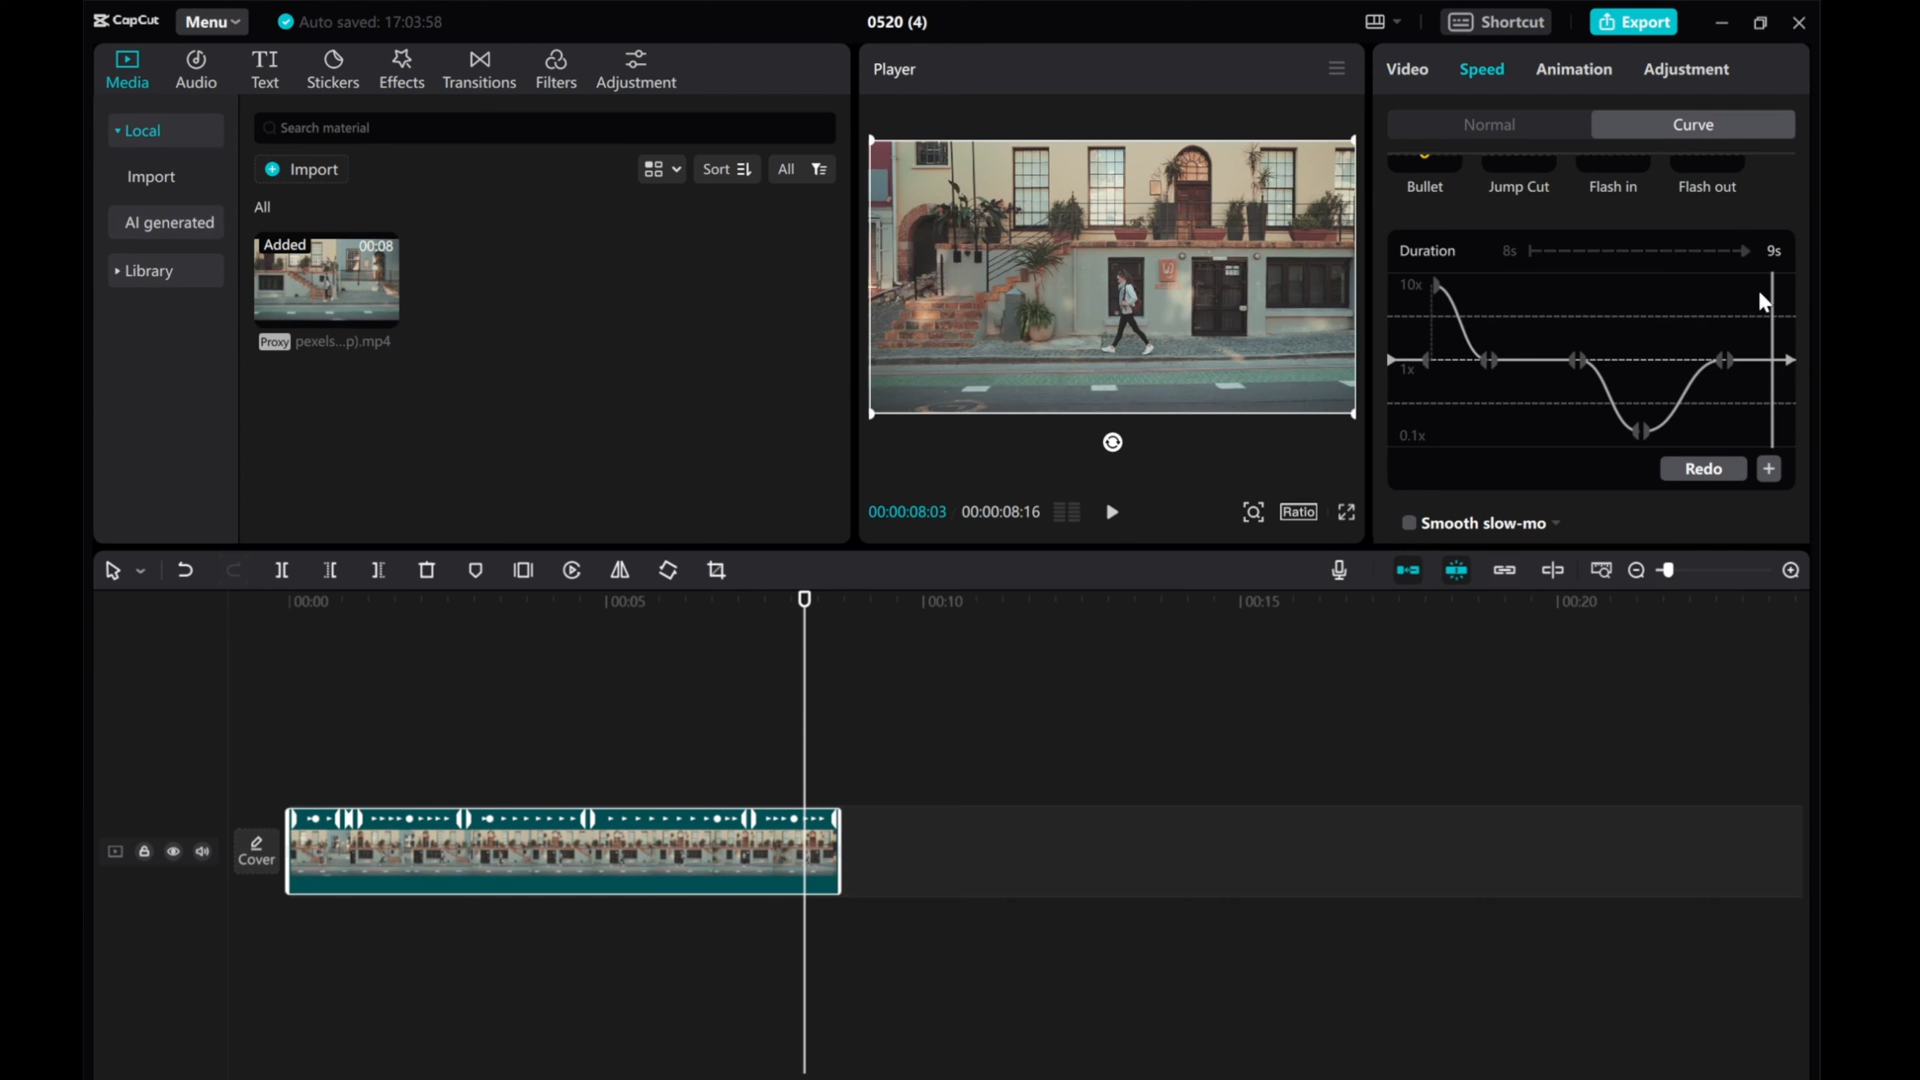 CapCut
Menu
Auto saved: 17:03:58
0520 (4)
Shortcut
Export
Media
Audio
TI
Text
Stickers
Effects
Transitions
Filters
Adjustment
Player
Video
Speed
Animation
Adjustment
Local
Import
AI generated
Library
Search material
Import
Sort
All
All
Added
00:08
Proxy
pexels...p).mp4
00:00:08:03
00:00:08:16
Ratio
Normal
Curve
Bullet
Jump Cut
Flash in
Flash out
Duration
8s
9s
10x
1x
0.1x
Redo
Smooth slow-mo
00:00
00:05
00:10
00:15
00:20
Cover